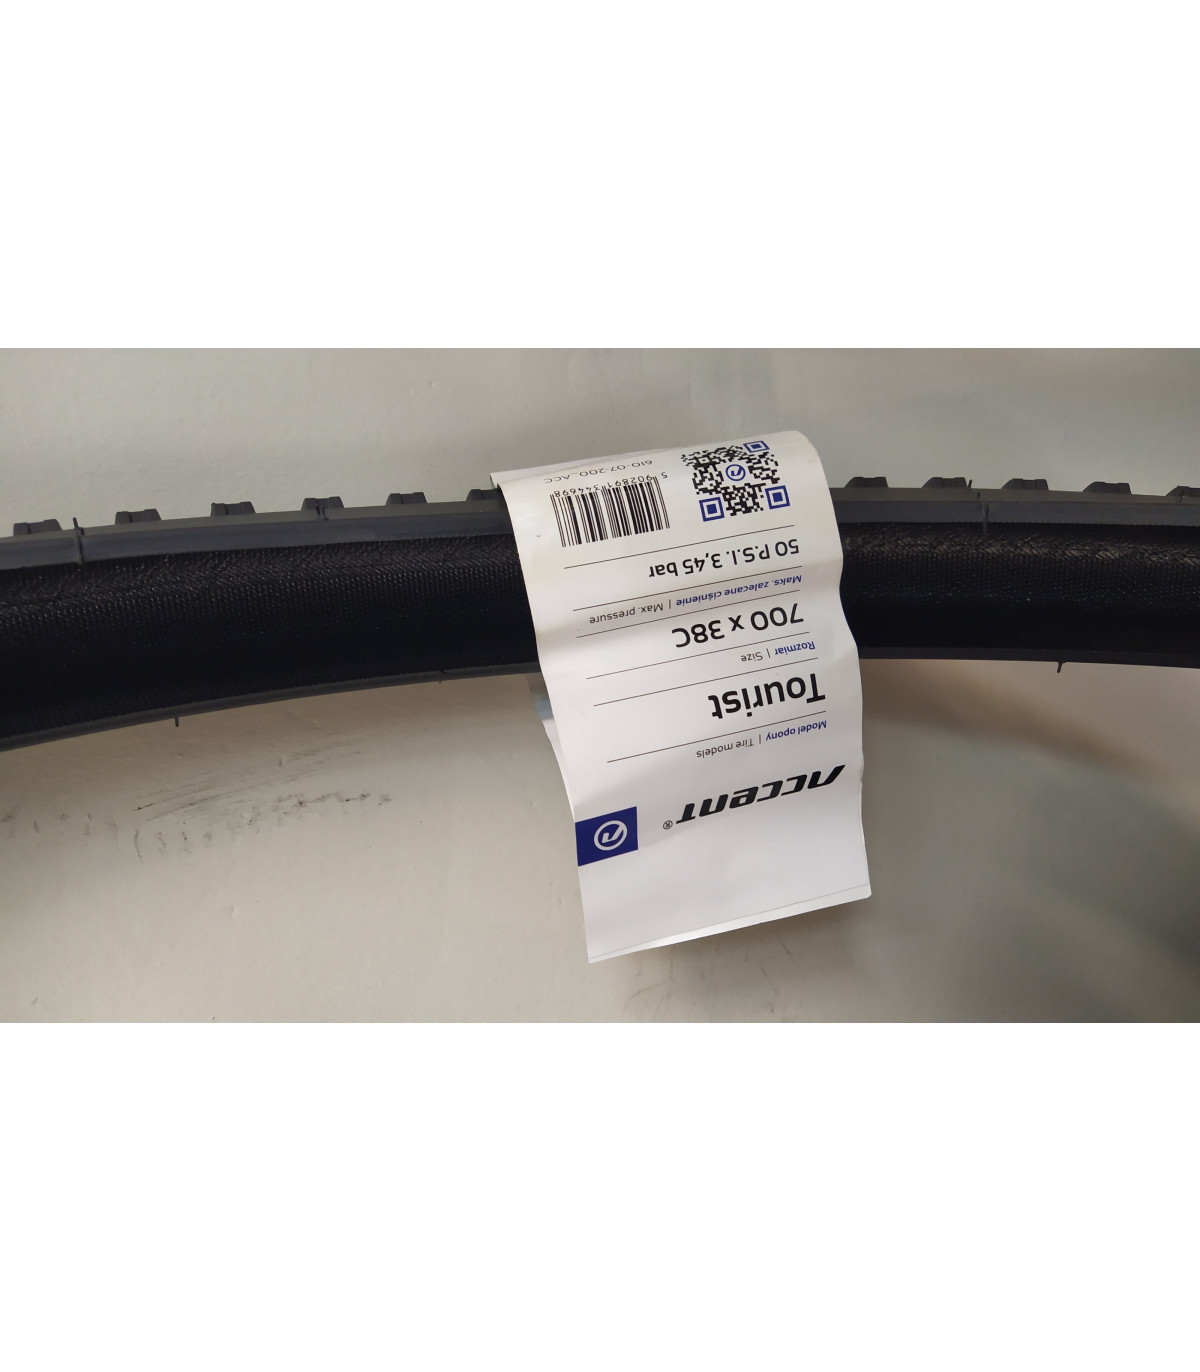 Accent®
Model opony | Tire models
Tourist
Rozmiar | Size
700 x 38C
Maks. zalecane ciśnienie | Max. pressure
50 P.S.I. 3,45 bar
5 902891 344698
610-07-200_ACC